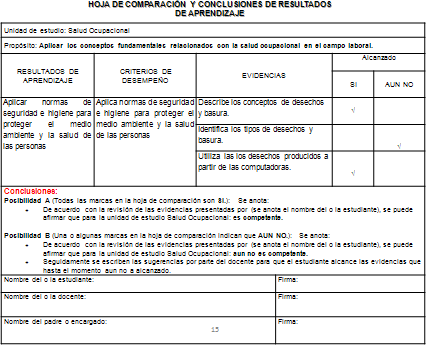 HOJA DE COMPARACIÓN Y CONCLUSIONES DE RESULTADOS
DE APRENDIZAJE
Unidad de estudio: Salud Ocupacional
Propósito: Aplicar los conceptos fundamentales relacionados con la salud ocupacional en el campo laboral.
RESULTADOS DE
APRENDIZAJE
CRITERIOS DE
DESEMPEÑO
EVIDENCIAS
Alcanzado
SI
AUN NO
Aplicar normas de
seguridad e higiene para
proteger el medio
ambiente y la salud de
las personas
Aplica normas de seguridad
e higiene para proteger el
medio ambiente y la salud
de las personas
Describe los conceptos de desechos
y basura.
√
Identifica los tipos de desechos y
basura.
√
Utiliza las los desechos producidos a
partir de las computadoras.
√
Conclusiones:
Posibilidad A (Todas las marcas en la hoja de comparación son SI.): Se anota:
+ De acuerdo con la revisión de las evidencias presentadas por (se anota el nombre del o la estudiante), se puede
afirmar que para la unidad de estudio Salud Ocupacional: es competente.
Posibilidad B (Una o algunas marcas en la hoja de comparación indican que AUN NO.): Se anota:
+ De acuerdo con la revisión de las evidencias presentadas por (se anota el nombre del o la estudiante), se puede
afirmar que para la unidad de estudio Salud Ocupacional: aun no es competente.
+ Seguidamente se escriben las sugerencias por parte del docente para que el estudiante alcance las evidencias que
hasta el momento aun no a alcanzado.
Nombre del o la estudiante:
Firma:
Nombre del o la docente:
Firma:
Nombre del padre o encargado:
Firma:
15